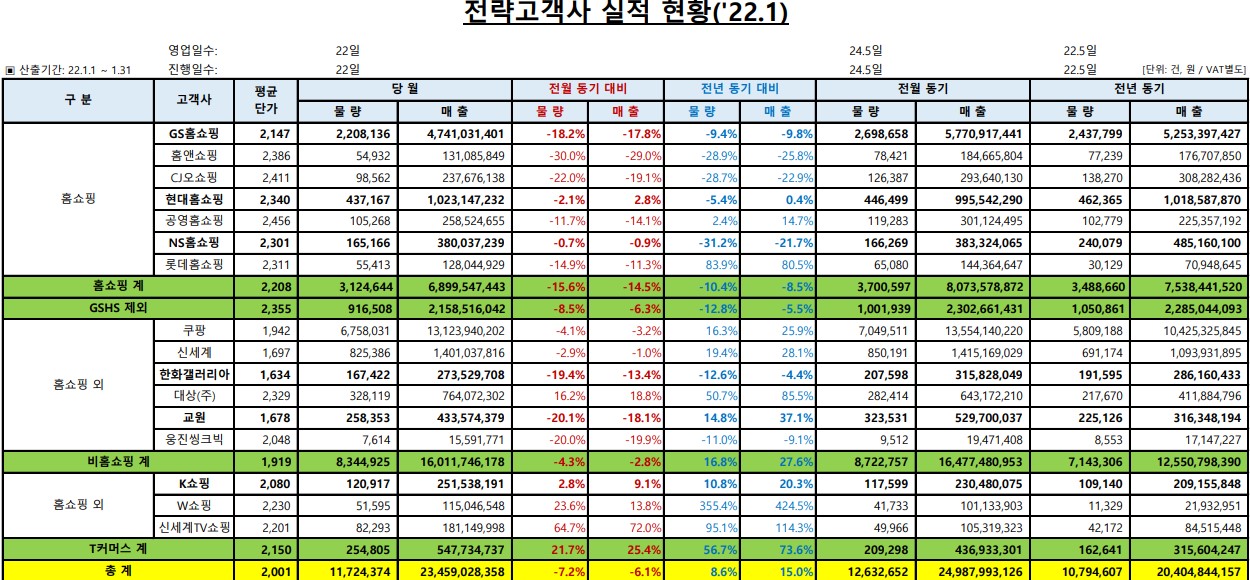 전략고객사 실적 현황('22.1)
영업일수: 22일 24.5일 22.5일
▣ 산출기간: 22.1.1 ~ 1.31 진행일수: 22일 24.5일 22.5일 [단위: 건, 원 / VAT별도]
구 분 고객사 평균 단가 당 월 전월 동기 대비 전년 동기 대비 전월 동기 전년 동기
물 량 매 출 물 량 매 출 물 량 매 출 물 량 매 출 물 량 매 출
홈쇼핑
GS홈쇼핑 2,147 2,208,136 4,741,031,401 -18.2% -17.8% -9.4% -9.8% 2,698,658 5,770,917,441 2,437,799 5,253,397,427
홈앤쇼핑 2,386 54,932 131,085,849 -30.0% -29.0% -28.9% -25.8% 78,421 184,665,804 77,239 176,707,850
CJ오쇼핑 2,411 98,562 237,676,138 -22.0% -19.1% -28.7% -22.9% 126,387 293,640,130 138,270 308,282,436
현대홈쇼핑 2,340 437,167 1,023,147,232 -2.1% 2.8% -5.4% 0.4% 446,499 995,542,290 462,365 1,018,587,870
공영홈쇼핑 2,456 105,268 258,524,655 -11.7% -14.1% 2.4% 14.7% 119,283 301,124,495 102,779 225,357,192
NS홈쇼핑 2,301 165,166 380,037,239 -0.7% -0.9% -31.2% -21.7% 166,269 383,324,065 240,079 485,160,100
롯데홈쇼핑 2,311 55,413 128,044,929 -14.9% -11.3% 83.9% 80.5% 65,080 144,364,647 30,129 70,948,645
홈쇼핑 계 2,208 3,124,644 6,899,547,443 -15.6% -14.5% -10.4% -8.5% 3,700,597 8,073,578,872 3,488,660 7,538,441,520
GSHS 제외 2,355 916,508 2,158,516,042 -8.5% -6.3% -12.8% -5.5% 1,001,939 2,302,661,431 1,050,861 2,285,044,093
홈쇼핑 외
쿠팡 1,942 6,758,031 13,123,940,202 -4.1% -3.2% 16.3% 25.9% 7,049,511 13,554,140,220 5,809,188 10,425,325,845
신세계 1,697 825,386 1,401,037,816 -2.9% -1.0% 19.4% 28.1% 850,191 1,415,169,029 691,174 1,093,931,895
한화갤러리아 1,634 167,422 273,529,708 -19.4% -13.4% -12.6% -4.4% 207,598 315,828,049 191,595 286,160,433
대상(주) 2,329 328,119 764,072,302 16.2% 18.8% 50.7% 85.5% 282,414 643,172,210 217,670 411,884,796
교원 1,678 258,353 433,574,379 -20.1% -18.1% 14.8% 37.1% 323,531 529,700,037 225,126 316,348,194
웅진씽크빅 2,048 7,614 15,591,771 -20.0% -19.9% -11.0% -9.1% 9,512 19,471,408 8,553 17,147,227
비홈쇼핑 계 1,919 8,344,925 16,011,746,178 -4.3% -2.8% 16.8% 27.6% 8,722,757 16,477,480,953 7,143,306 12,550,798,390
홈쇼핑 외
K쇼핑 2,080 120,917 251,538,191 2.8% 9.1% 10.8% 20.3% 117,599 230,480,075 109,140 209,155,848
W쇼핑 2,230 51,595 115,046,548 23.6% 13.8% 355.4% 424.5% 41,733 101,133,903 11,329 21,932,951
신세계TV쇼핑 2,201 82,293 181,149,998 64.7% 72.0% 95.1% 114.3% 49,966 105,319,323 42,172 84,515,448
T커머스 계 2,150 254,805 547,734,737 21.7% 25.4% 56.7% 73.6% 209,298 436,933,301 162,641 315,604,247
총 계 2,001 11,724,374 23,459,028,358 -7.2% -6.1% 8.6% 15.0% 12,632,652 24,987,993,126 10,794,607 20,404,844,157